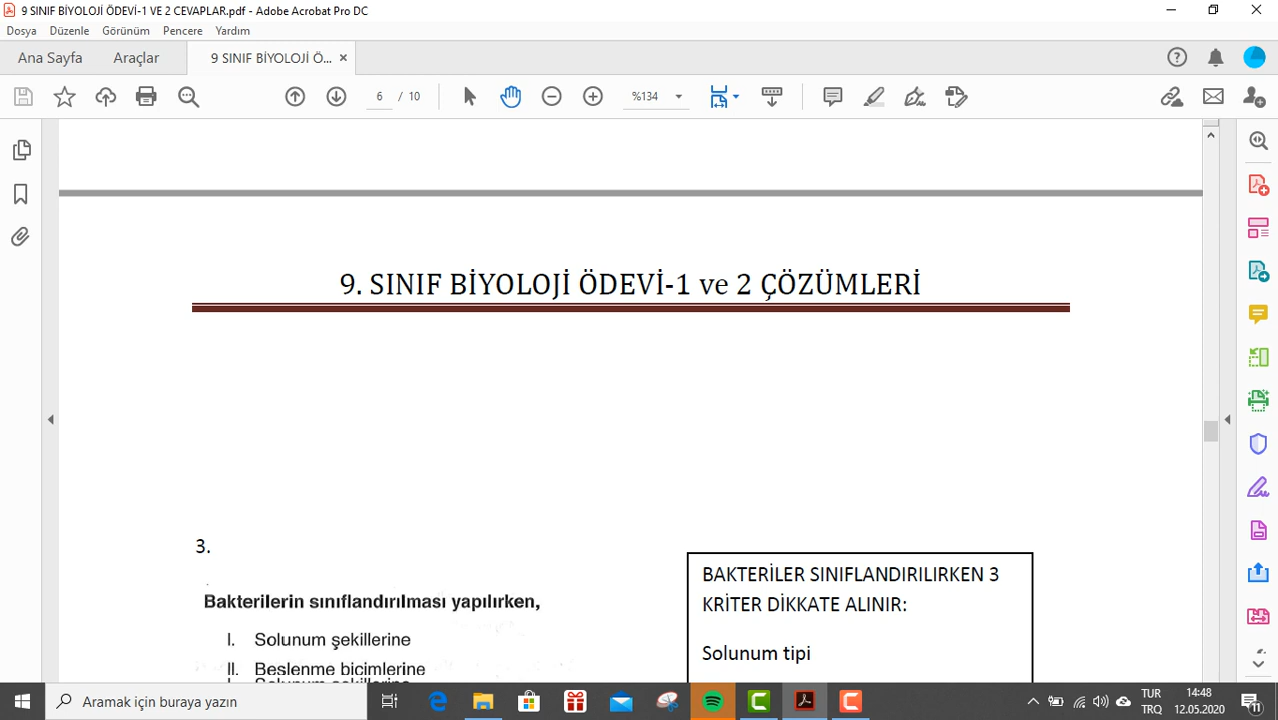 9 SINIF BİYOLOJİ ÖDEVİ-1 VE 2 CEVAPLAR.pdf - Adobe Acrobat Pro DC
Dosya Düzenle Görünüm Pencere Yardım
Ana Sayfa Araçlar 9 SINIF BİYOLOJİ Ö... ×
6 / 10 %134
9. SINIF BİYOLOJİ ÖDEVİ-1 ve 2 ÇÖZÜMLERİ
3.
Bakterilerin sınıflandırılması yapılırken,
I. Solunum şekillerine
II. Beslenme biçimlerine
BAKTERİLER SINIFLANDIRILIRKEN 3
KRİTER DİKKATE ALINIR:
Solunum tipi
Aramak için buraya yazın
TUR 14:48
TRQ 12.05.2020
11